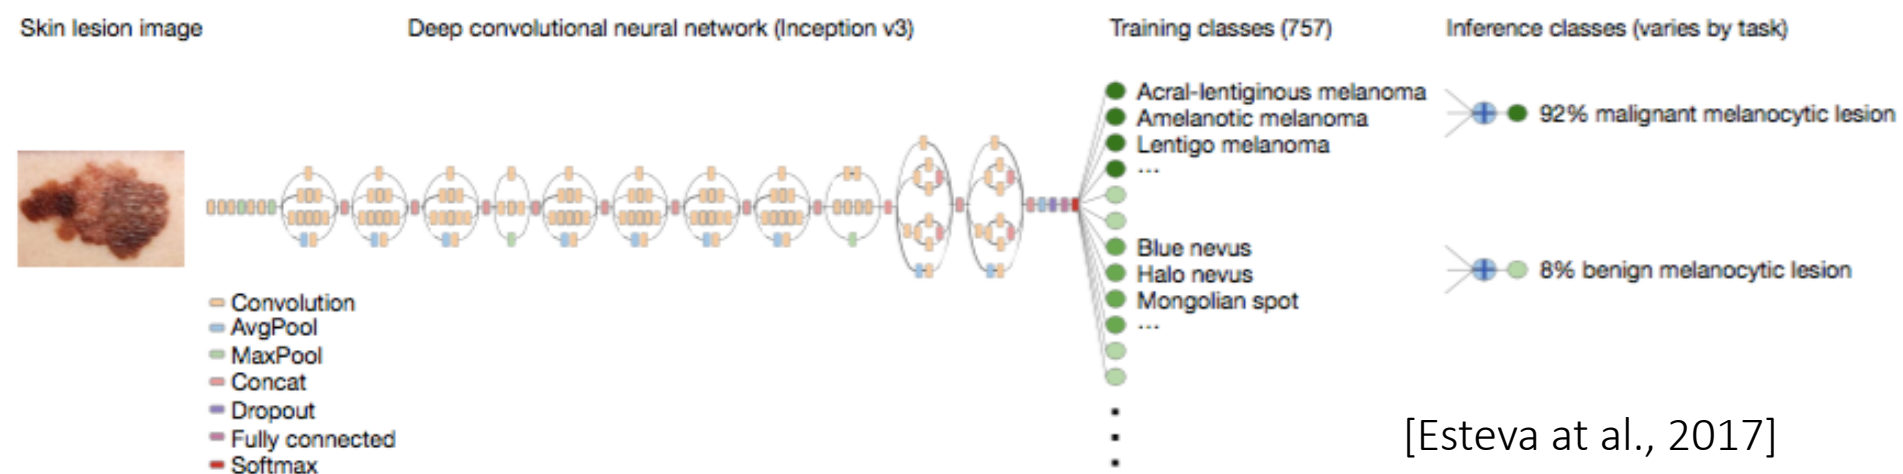 Skin lesion image
Deep convolutional neural network (Inception v3)
Training classes (757)
Inference classes (varies by task)
Acral-lentiginous melanoma
Amelanotic melanoma
Lentigo melanoma
...
Blue nevus
Halo nevus
Mongolian spot
...
92% malignant melanocytic lesion
8% benign melanocytic lesion
Convolution
AvgPool
MaxPool
Concat
Dropout
Fully connected
Softmax
[Esteva at al., 2017]